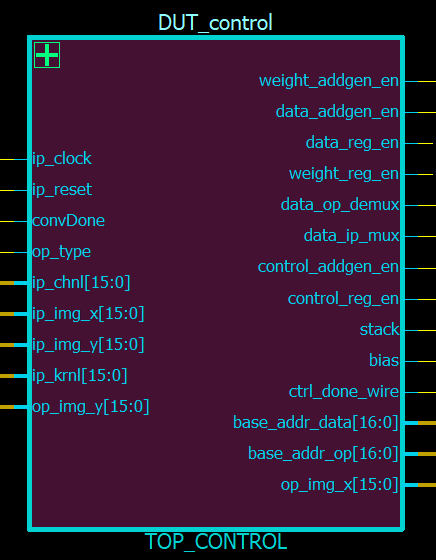 DUT_control
weight_addgen_en
data_addgen_en
data_reg_en
ip_clock
weight_reg_en
ip_reset
data_op_demux
convDone
data_ip_mux
op_type
control_addgen_en
ip_chnl[15:0]
control_reg_en
ip_img_x[15:0]
stack
ip_img_y[15:0]
bias
ip_krnl[15:0]
ctrl_done_wire
op_img_y[15:0]
base_addr_data[16:0]
base_addr_op[16:0]
op_img_x[15:0]
TOP_CONTROL